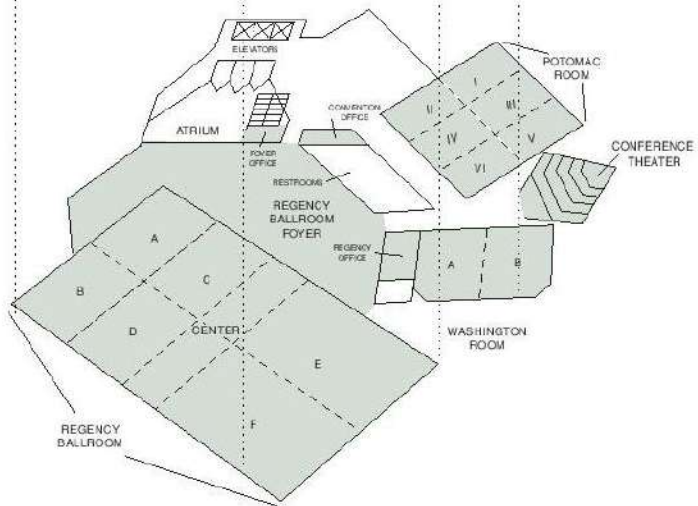 ELEVATORS
POTOMAC
ROOM
I
II
III
IV
V
VI
CONVENTION
OFFICE
ATRIUM
FOYER
OFFICE
CONFERENCE
THEATER
RESTROOMS
REGENCY
BALLROOM
FOYER
REGENCY
OFFICE
A
B
A
B
C
D
CENTER
E
F
WASHINGTON
ROOM
REGENCY
BALLROOM